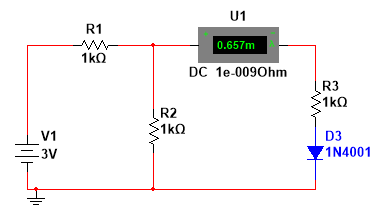 U1
R1
1kΩ
0.657m
DC 1e-009Ohm
R3
1kΩ
R2
1kΩ
V1
3V
D3
1N4001